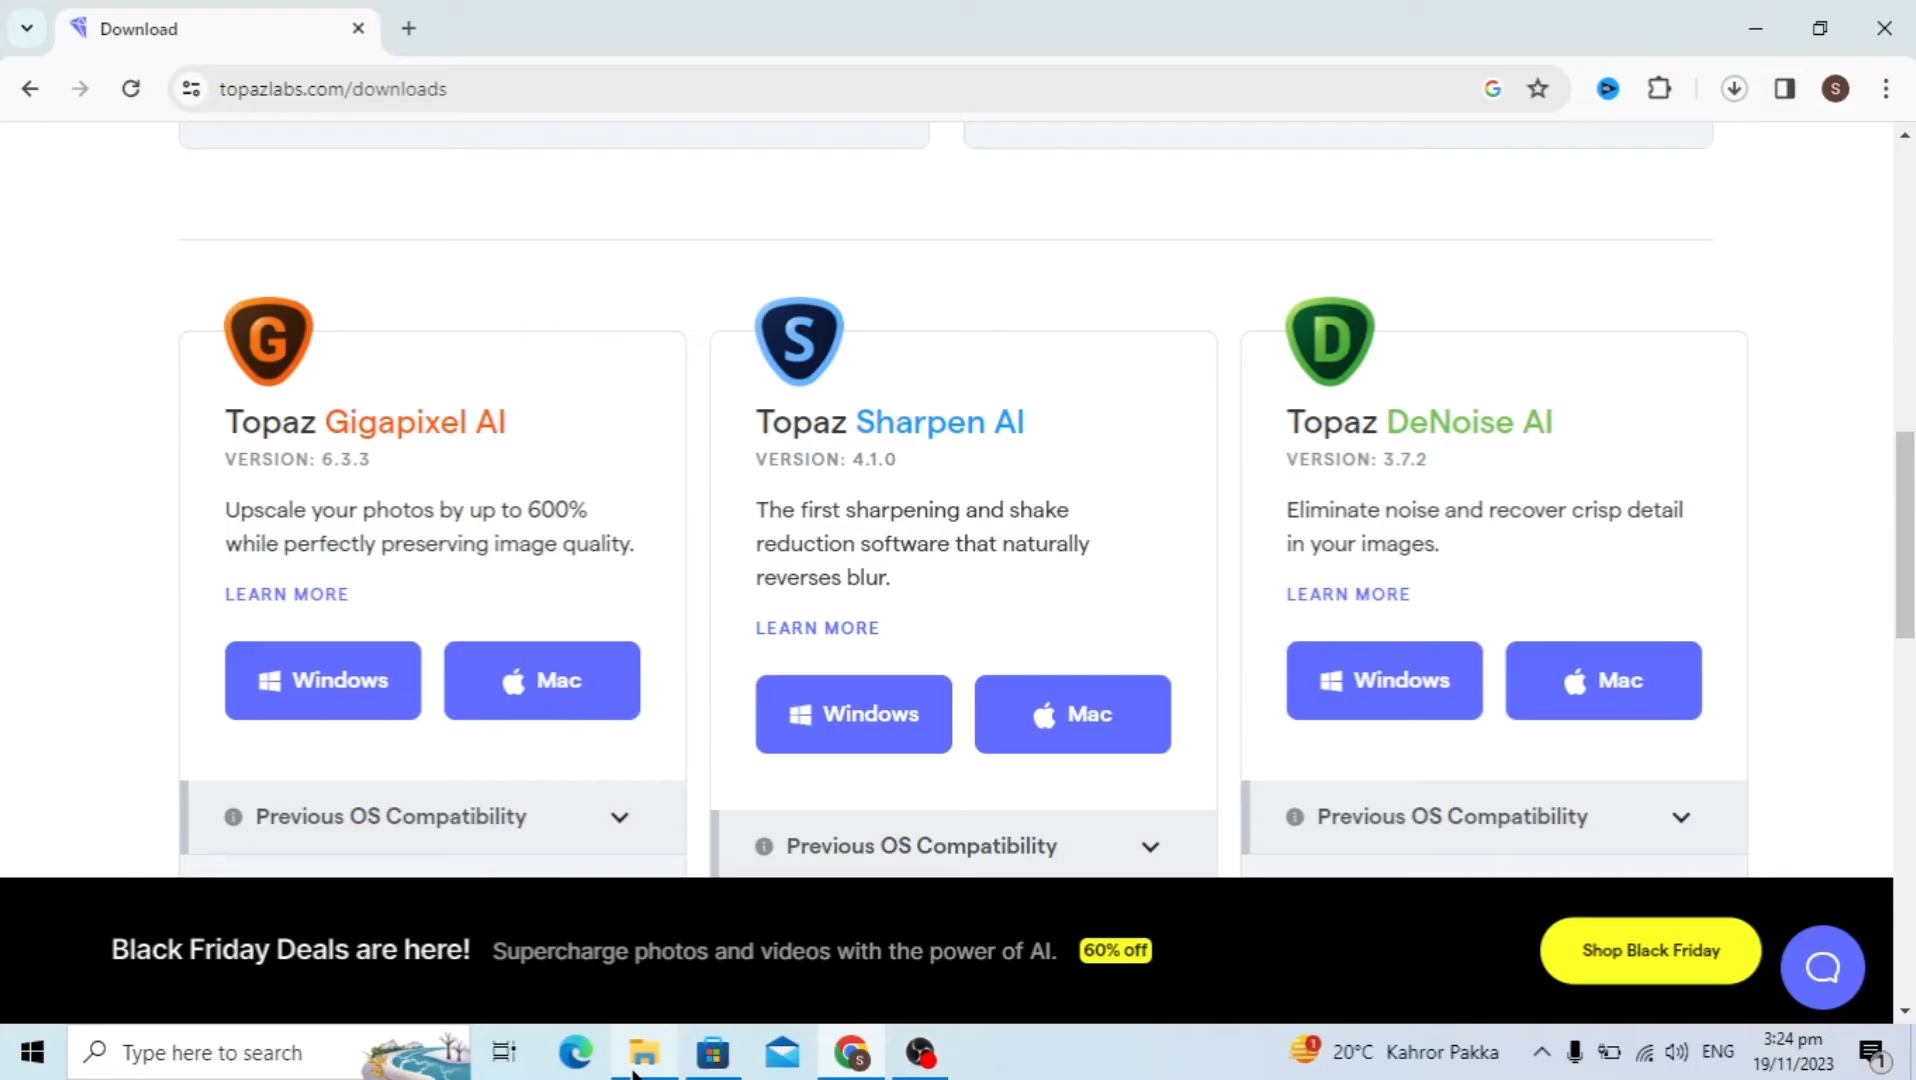 Download
topazlabs.com/downloads
G
S
G
S
D
Topaz Gigapixel AI
VERSION: 6.3.3
Upscale your photos by up to 600%
while perfectly preserving image quality.
LEARN MORE
Windows
Mac
Previous OS Compatibility
Topaz Sharpen AI
VERSION: 4.1.0
The first sharpening and shake
reduction software that naturally
reverses blur.
LEARN MORE
Windows
Mac
Previous OS Compatibility
Topaz DeNoise AI
VERSION: 3.7.2
Eliminate noise and recover crisp detail
in your images.
LEARN MORE
Windows
Mac
Previous OS Compatibility
Black Friday Deals are here! Supercharge photos and videos with the power of AI. 60% off
Shop Black Friday
Type here to search
S
1
20°C Kahror Pakka
ENG
3:24 pm
19/11/2023
1